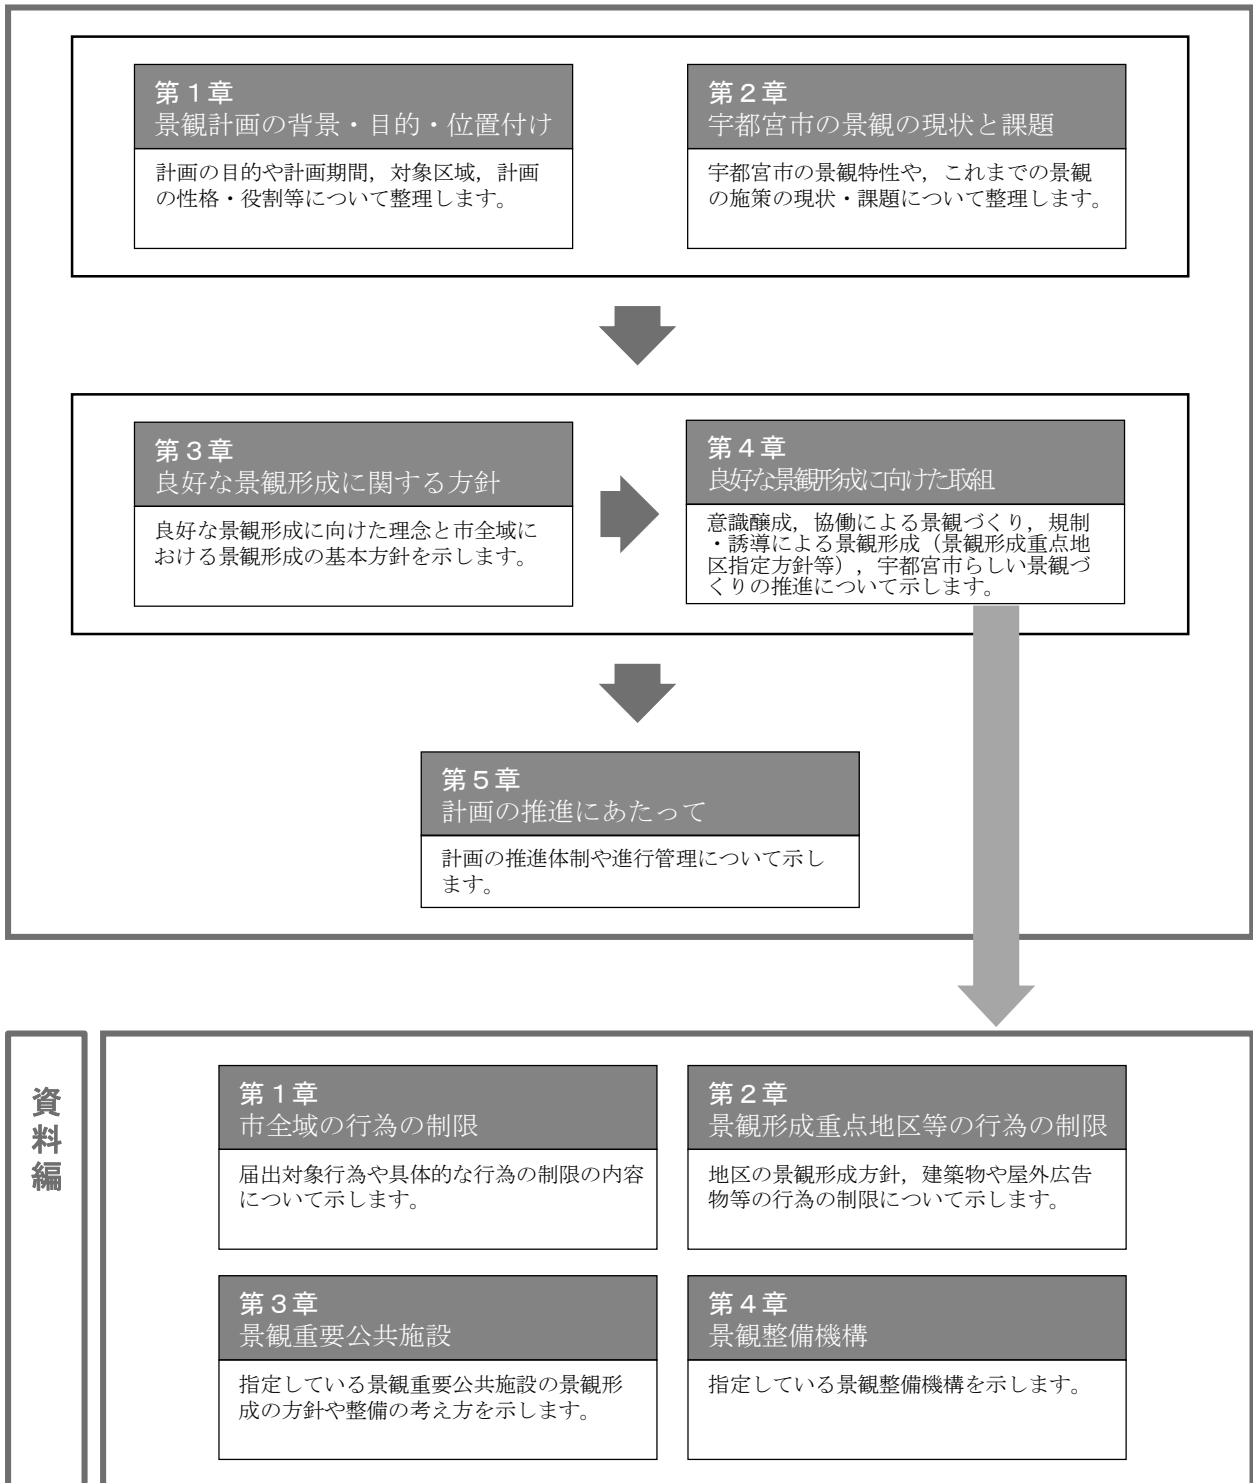 第1章
景観計画の背景・目的・位置付け
計画の目的や計画期間，対象区域，計画
の性格・役割等について整理します。
第2章
宇都宮市の景観の現状と課題
宇都宮市の景観特性や，これまでの景観
の施策の現状・課題について整理します。
第3章
良好な景観形成に関する方針
良好な景観形成に向けた理念と市全域に
おける景観形成の基本方針を示します。
第4章
良好な景観形成に向けた取組
意識醸成，協働による景観づくり，規制
・誘導による景観形成（景観形成重点地
区指定方針等），宇都宮市らしい景観づ
くりの推進について示します。
第5章
計画の推進にあたって
計画の推進体制や進行管理について示し
ます。
資料編
第1章
市全域の行為の制限
届出対象行為や具体的な行為の制限の内容
について示します。
第2章
景観形成重点地区等の行為の制限
地区の景観形成方針，建築物や屋外広告
物等の行為の制限について示します。
第3章
景観重要公共施設
指定している景観重要公共施設の景観形
成の方針や整備の考え方を示します。
第4章
景観整備機構
指定している景観整備機構を示します。